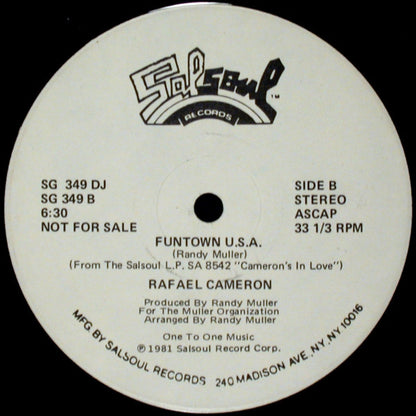 Salsoul TM
RECORDS
SG 349 DJ
SG 349 B
6:30
NOT FOR SALE
SIDE B
STEREO
ASCAP
33 1/3 RPM
FUNTOWN U.S.A.
(Randy Muller)
(From The Salsoul L.P. SA 8542 "Cameron's In Love")
RAFAEL CAMERON
Produced By Randy Muller
For The Muller Organization
Arranged By Randy Muller
One To One Music
℗ 1981 Salsoul Record Corp.
MFG BY SALSOUL RECORDS 240 MADISON AVE., NY, NY 10016